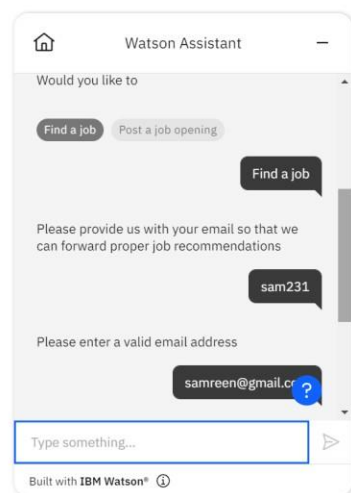 Watson Assistant
Would you like to
Find a job Post a job opening
Find a job
Please provide us with your email so that we
can forward proper job recommendations
sam231
Please enter a valid email address
samreen@gmail.c
?
Type something...
Built with IBM Watson® ⓘ